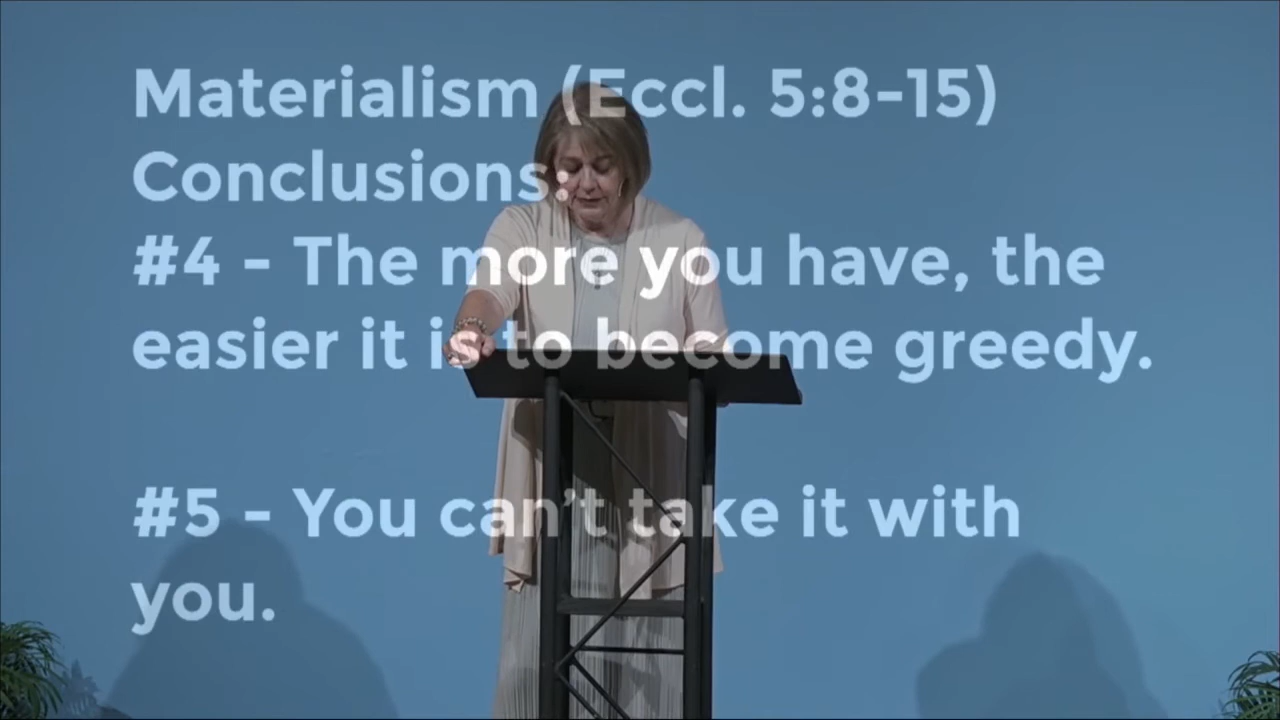 Materialism (Eccl. 5:8-15)
Conclusions:
#4 - The more you have, the
easier it is to become greedy.
#5 - You can't take it with
you.